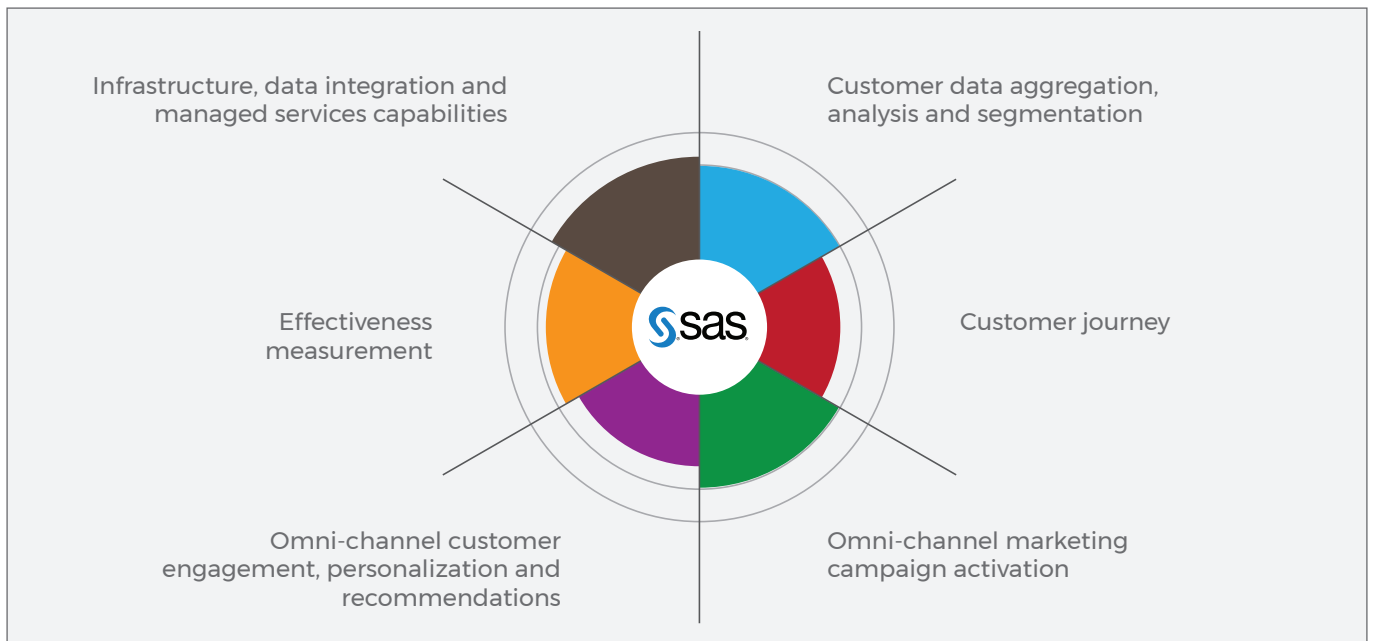 Infrastructure, data integration and
managed services capabilities
Customer data aggregation,
analysis and segmentation
Effectiveness
measurement
sas
Customer journey
Omni-channel customer
engagement, personalization and
recommendations
Omni-channel marketing
campaign activation